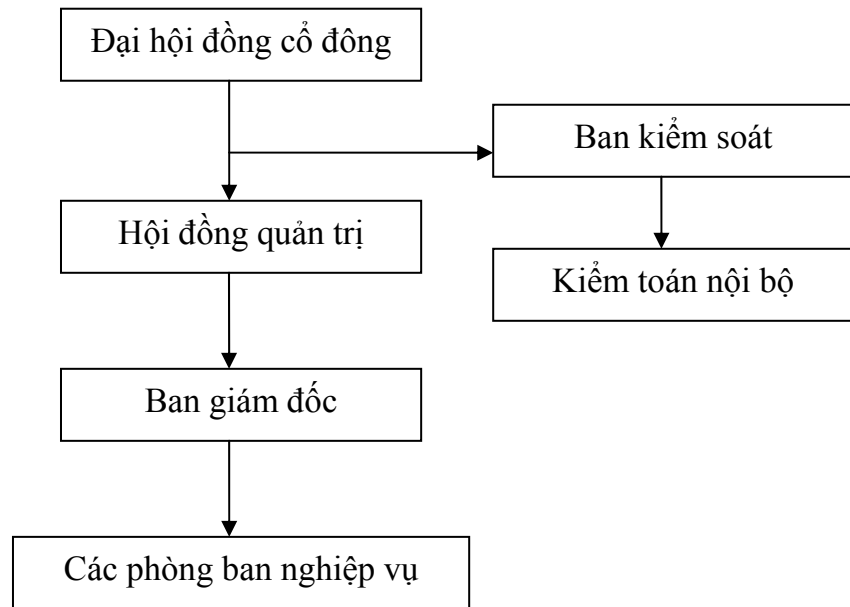 Đại hội đồng cổ đông
Ban kiểm soát
Hội đồng quản trị
Kiểm toán nội bộ
Ban giám đốc
Các phòng ban nghiệp vụ